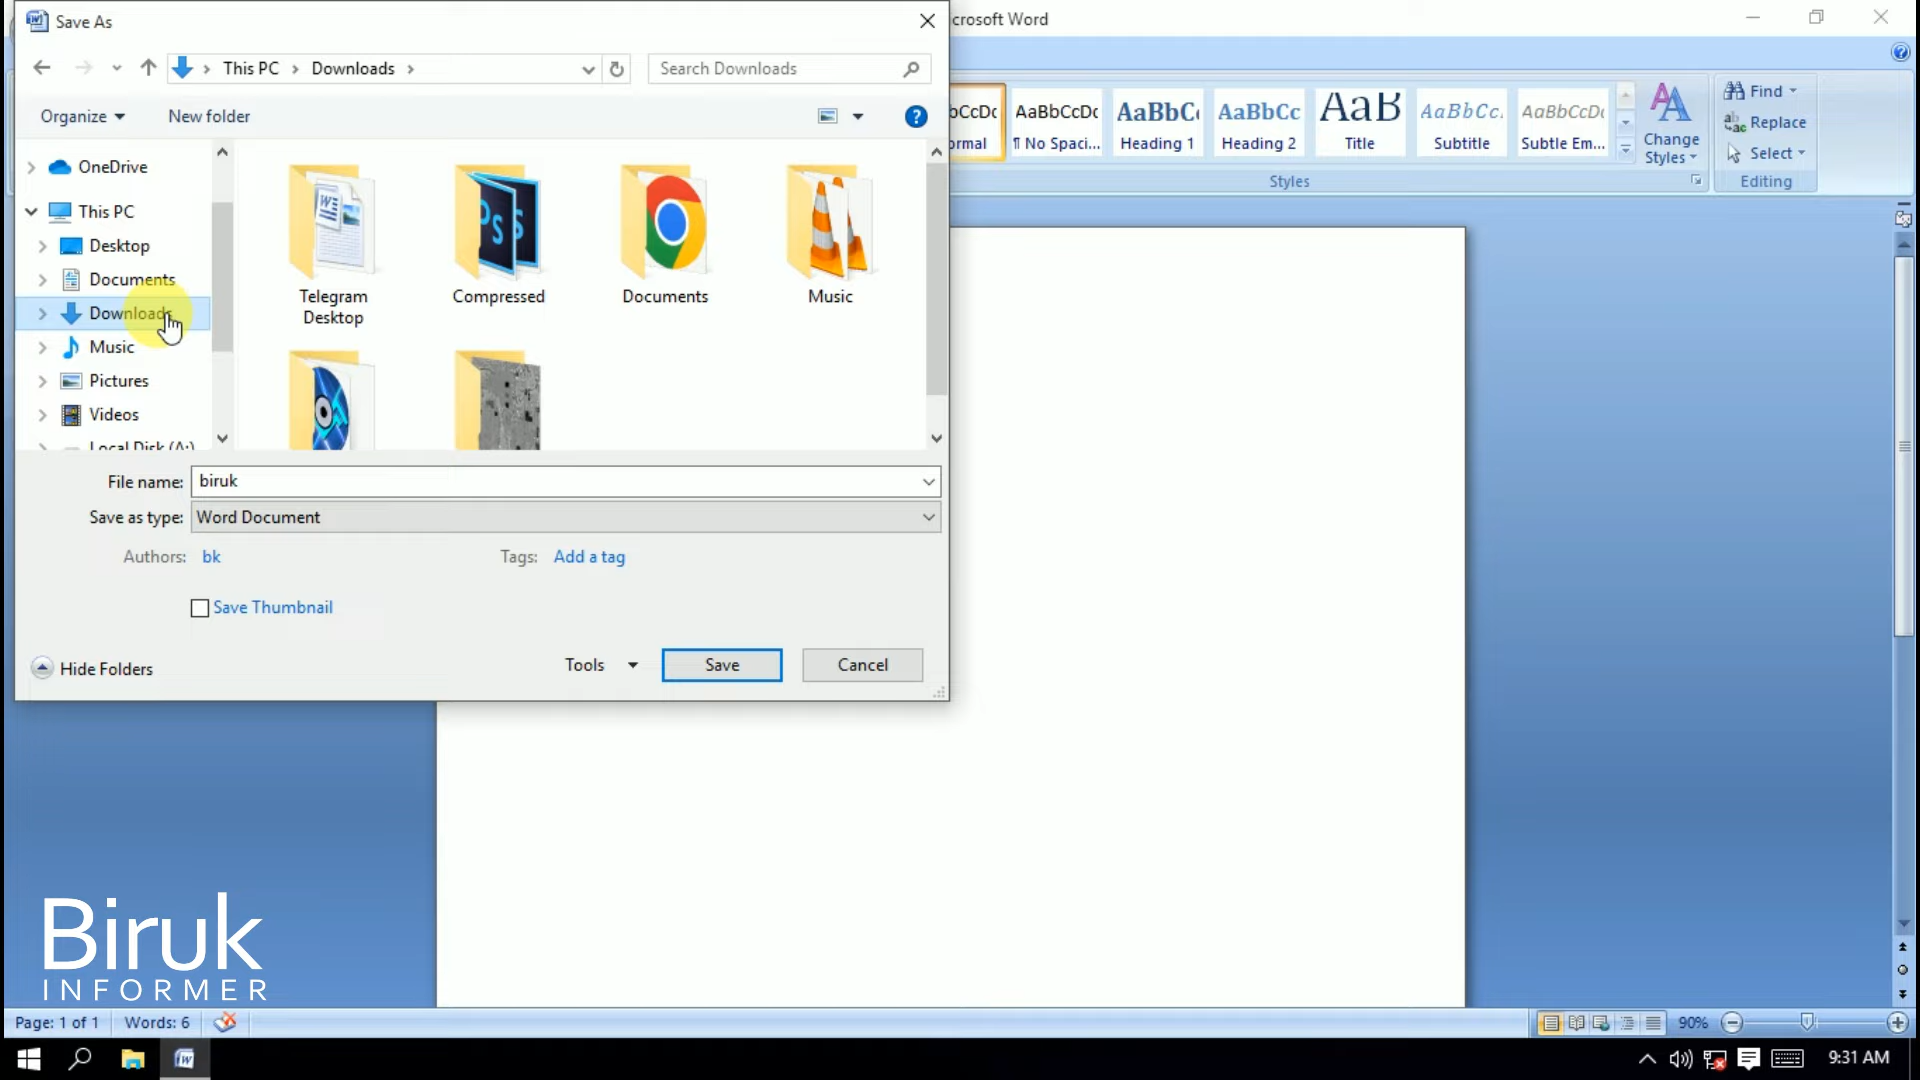 Save As
crosoft Word
This PC
Downloads
Search Downloads
Organize
New folder
OneDrive
This PC
Desktop
Documents
Downloads
Music
Pictures
Videos
Local Disk (A:)
Telegram
Desktop
Compressed
Documents
Music
File name: biruk
Save as type: Word Document
Authors: bk
Tags: Add a tag
Save Thumbnail
Hide Folders
Tools
Save
Cancel
bCcDc
AaBbCcDc
AaBbCc
AaBbCc
AaB
AaBbCc.
AaBbCcDc
ormal
¶ No Spaci...
Heading 1
Heading 2
Title
Subtitle
Subtle Em...
Change
Styles
Styles
Find
Replace
Select
Editing
Biruk
INFORMER
Page: 1 of 1
Words: 6
90%
9:31 AM